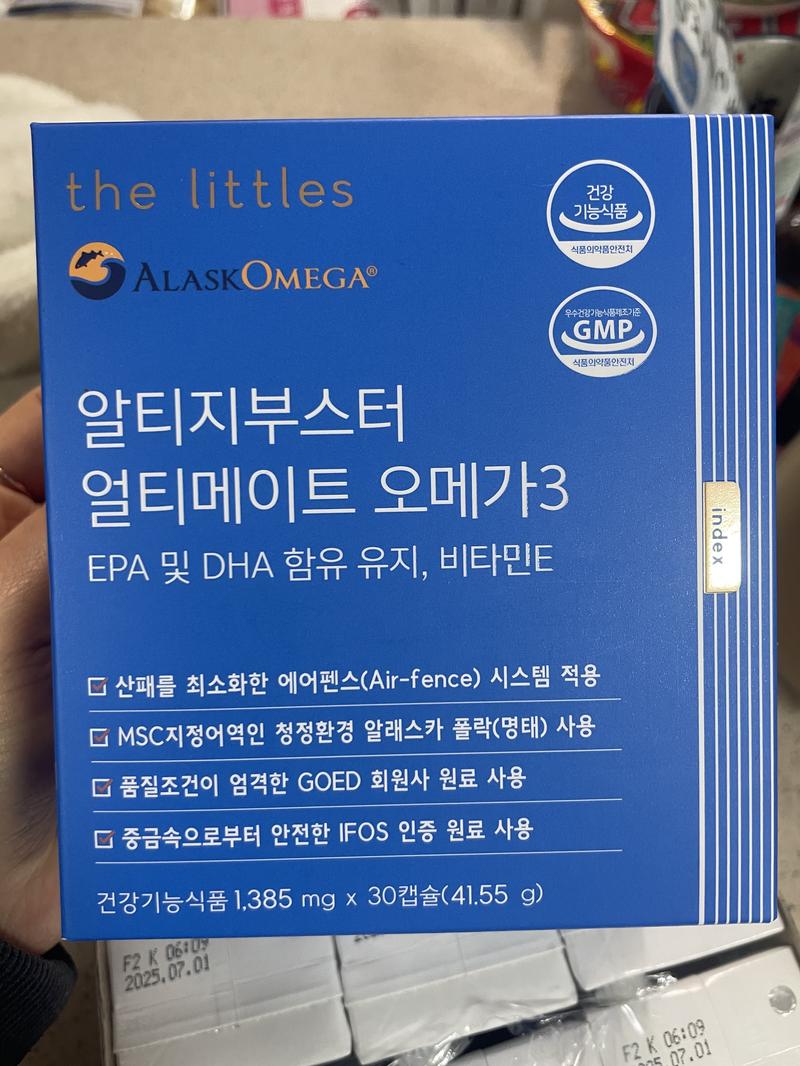 the littles
ALASKOMEGA®
건강
기능식품
식품의약품안전처
우수건강기능식품제조기준
GMP
식품의약품안전처
알티지부스터
얼티메이트 오메가3
EPA 및 DHA 함유 유지, 비타민E
index
산패를 최소화한 에어펜스(Air-fence) 시스템 적용
MSC지정어역인 청정환경 알래스카 폴락(명태) 사용
품질조건이 엄격한 GOED 회원사 원료 사용
중금속으로부터 안전한 IFOS 인증 원료 사용
건강기능식품 1,385 mg x 30캡슐(41.55 g)
F2 K 06:09
2025.07.01
F2 K 06:09
25.07.01